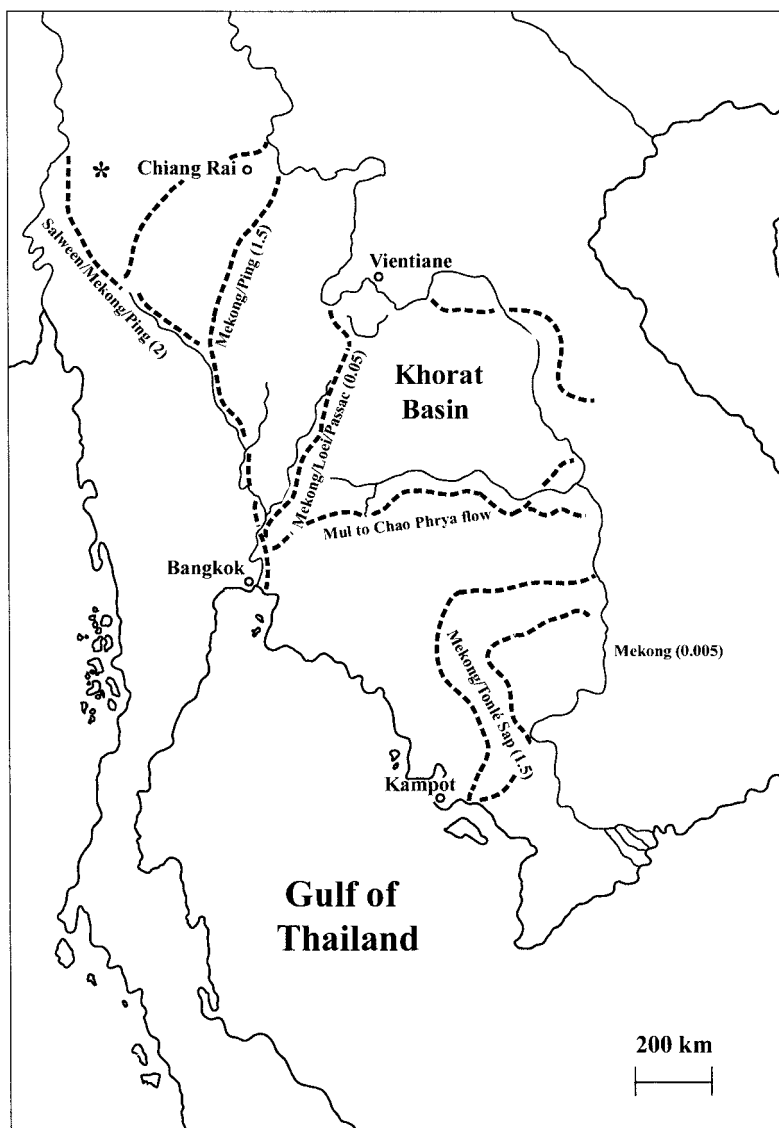 *
Chiang Rai
Salween/Mekong/Ping (2)
Mekong/Ping (1.5)
Vientiane
Khorat
Basin
Mekong/Loei/Passac (0.05)
Mul to Chao Phrya flow
Bangkok
Mekong (0.005)
Mekong/Tonlé Sap (1.5)
Kampot
Gulf of
Thailand
200 km